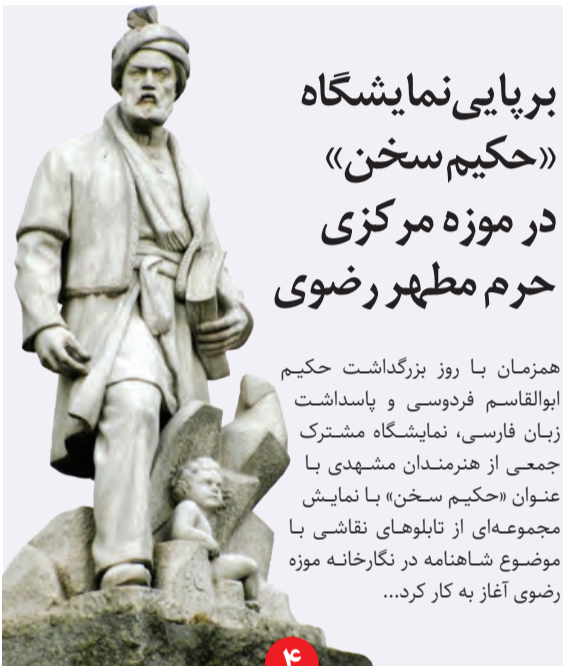 برپایی نمایشگاه
«حکیم سخن»
در موزه مرکزی
حرم مطهر رضوی
همزمان با روز بزرگداشت حکیم
ابوالقاسم فردوسی و پاسداشت
زبان فارسی، نمایشگاه مشترک
جمعی از هنرمندان مشهدی با
عنوان «حکیم سخن» با نمایش
مجموعه‌ای از تابلوهای نقاشی با
موضوع شاهنامه در نگارخانه موزه
رضوی آغاز به کار کرد...
۴